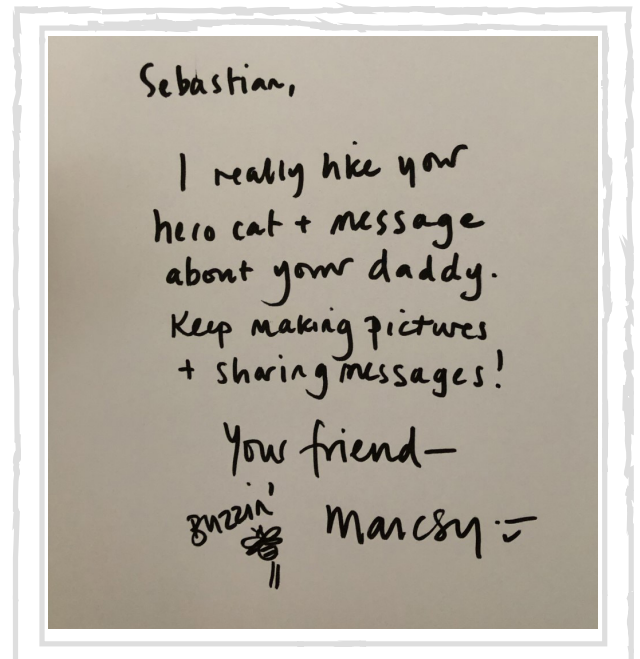 Sebastian,
I really like your
hero cat + message
about your daddy.
Keep making pictures
+ sharing messages!
Your friend—
Buzzin'
Marcsy